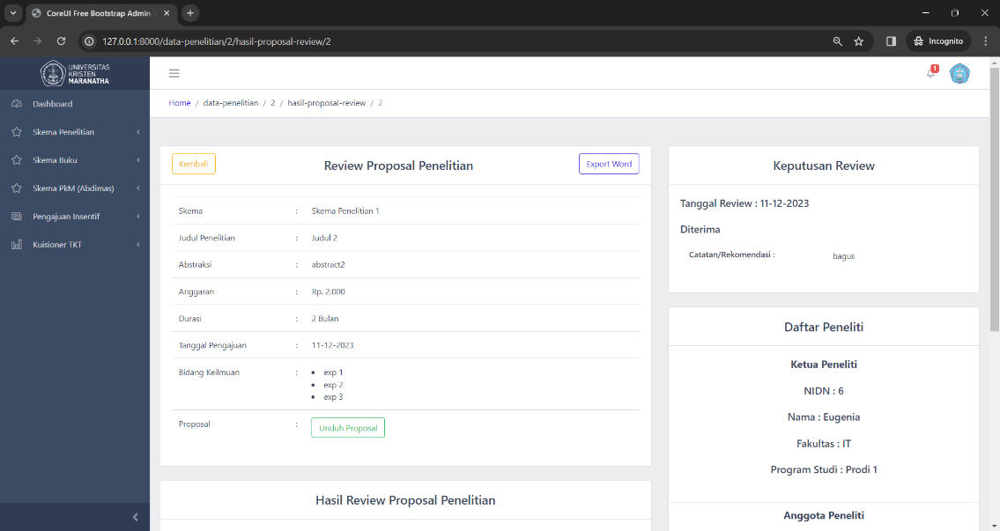 CoreUI Free Bootstrap Admin
127.0.0.1:8000/data-penelitian/2/hasil-proposal-review/2
Incognito
UNIVERSITAS
KRISTEN
MARANATHA
1
Home / data-penelitian / 2 / hasil-proposal-review / 2
Dashboard
Skema Penelitian
Skema Buku
Skema PkM (Abdimas)
Pengajuan Insentif
Kuisioner TKT
Kembali
Review Proposal Penelitian
Export Word
Skema : Skema Penelitian 1
Judul Penelitian : Judul 2
Abstraksi : abstract2
Anggaran : Rp. 2.000
Durasi : 2 Bulan
Tanggal Pengajuan : 11-12-2023
Bidang Keilmuan : • exp 1
• exp 2
• exp 3
Proposal : Unduh Proposal
Hasil Review Proposal Penelitian
Keputusan Review
Tanggal Review : 11-12-2023
Diterima
Catatan/Rekomendasi : bagus
Daftar Peneliti
Ketua Peneliti
NIDN : 6
Nama : Eugenia
Fakultas : IT
Program Studi : Prodi 1
Anggota Peneliti